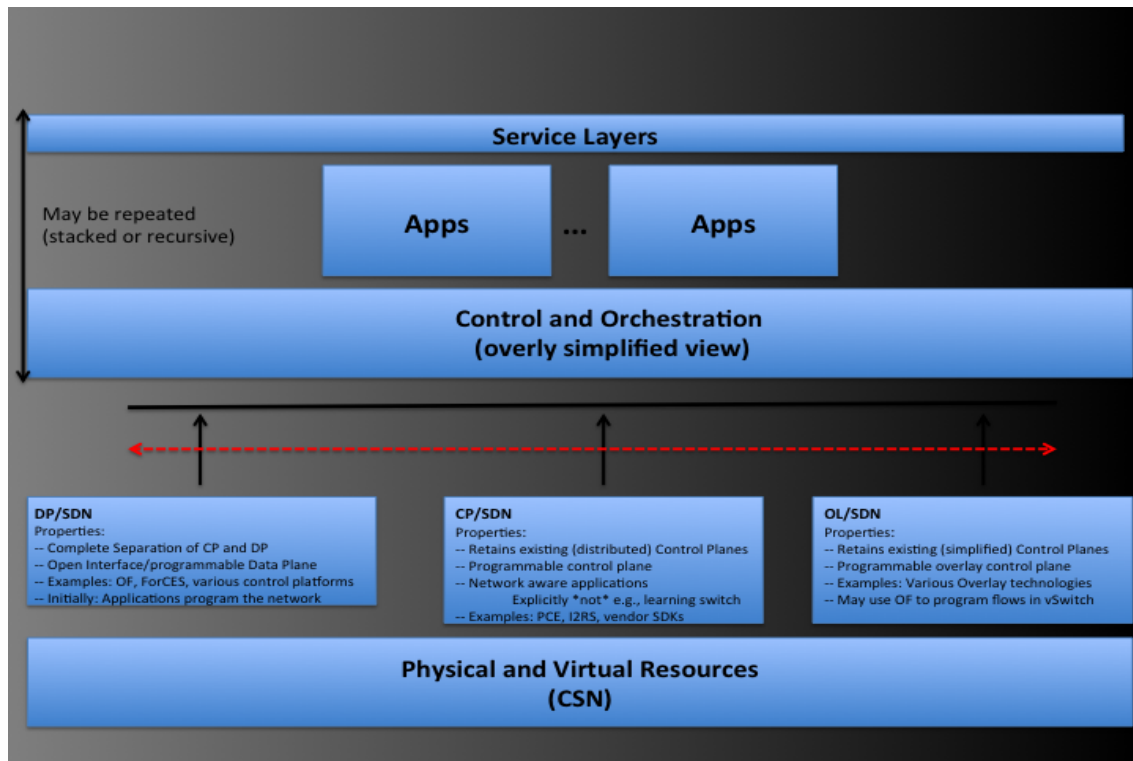 Service Layers
May be repeated
(stacked or recursive)
Apps
...
Apps
Control and Orchestration
(overly simplified view)
DP/SDN
Properties:
-- Complete Separation of CP and DP
-- Open Interface/programmable Data Plane
-- Examples: OF, ForCES, various control platforms
-- Initially: Applications program the network
CP/SDN
Properties:
-- Retains existing (distributed) Control Planes
-- Programmable control plane
-- Network aware applications
Explicitly *not* e.g., learning switch
-- Examples: PCE, I2RS, vendor SDKs
OL/SDN
Properties:
-- Retains existing (simplified) Control Planes
-- Programmable overlay control plane
-- Examples: Various Overlay technologies
-- May use OF to program flows in vSwitch
Physical and Virtual Resources
(CSN)